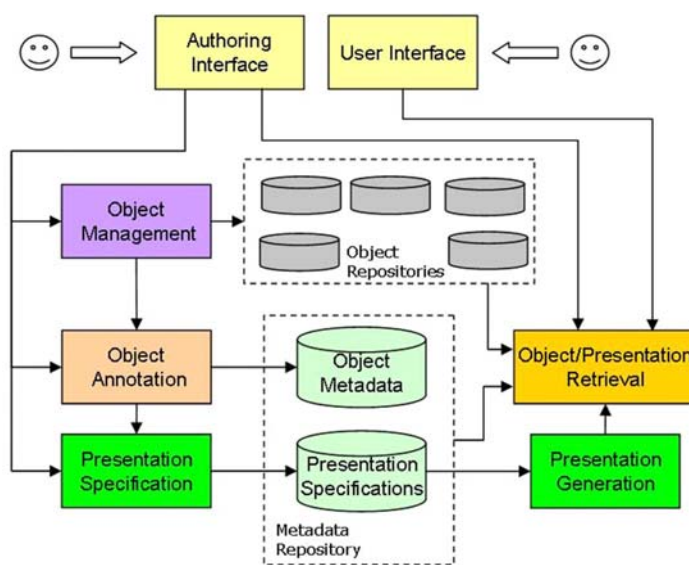 Authoring
Interface
User Interface
Object
Management
Object
Repositories
Object
Annotation
Object
Metadata
Object/Presentation
Retrieval
Presentation
Specification
Presentation
Specifications
Presentation
Generation
Metadata
Repository